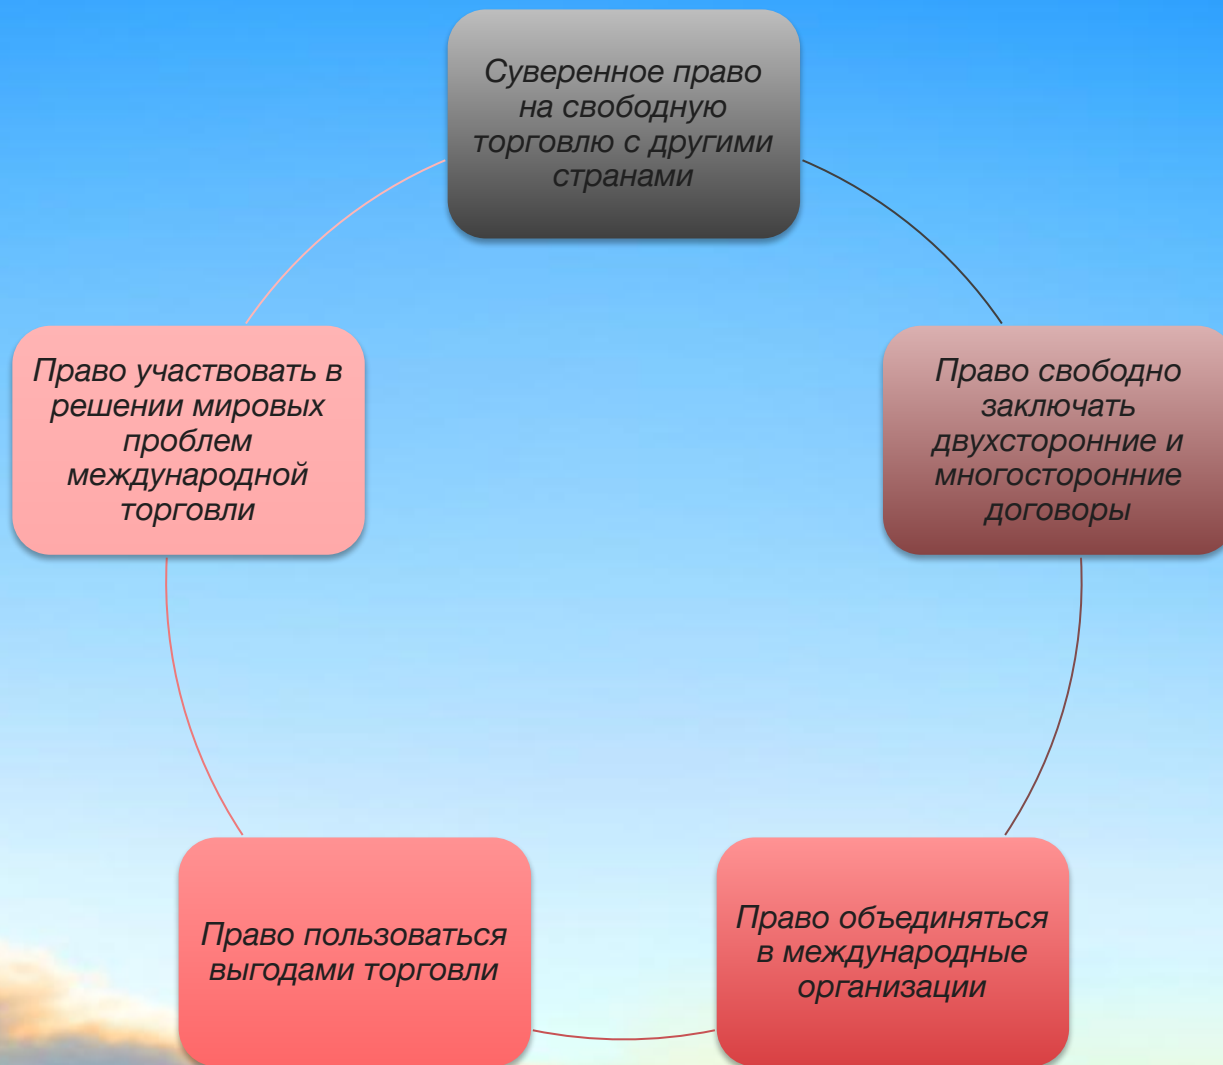 Суверенное право
на свободную
торговлю с другими
странами
Право участвовать в
решении мировых
проблем
международной
торговли
Право свободно
заключать
двухсторонние и
многосторонние
договоры
Право пользоваться
выгодами торговли
Право объединяться
в международные
организации